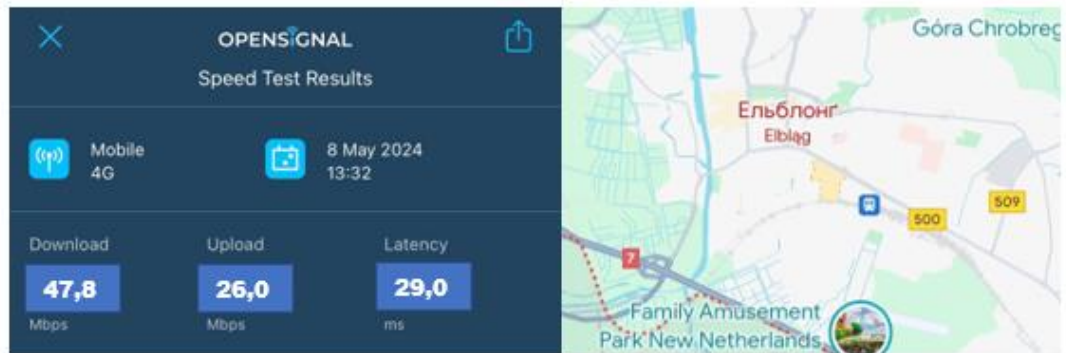 OPENSIGNAL
Speed Test Results
Mobile
4G
8 May 2024
13:32
Download
Upload
Latency
47,8
26,0
29,0
Mbps
Mbps
ms
Góra Chrobreg
Ельблонг
Elbląg
509
500
7
Family Amusement
Park New Netherlands